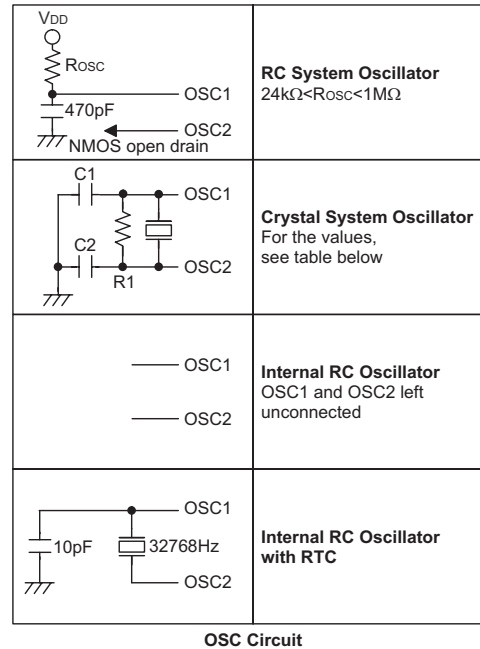 VDD
ROSC
OSC1
470pF
OSC2
NMOS open drain
RC System Oscillator
24kΩ<ROSC<1MΩ
C1
OSC1
C2
OSC2
R1
Crystal System Oscillator
For the values,
see table below
OSC1
OSC2
Internal RC Oscillator
OSC1 and OSC2 left
unconnected
OSC1
10pF
32768Hz
OSC2
Internal RC Oscillator
with RTC
OSC Circuit